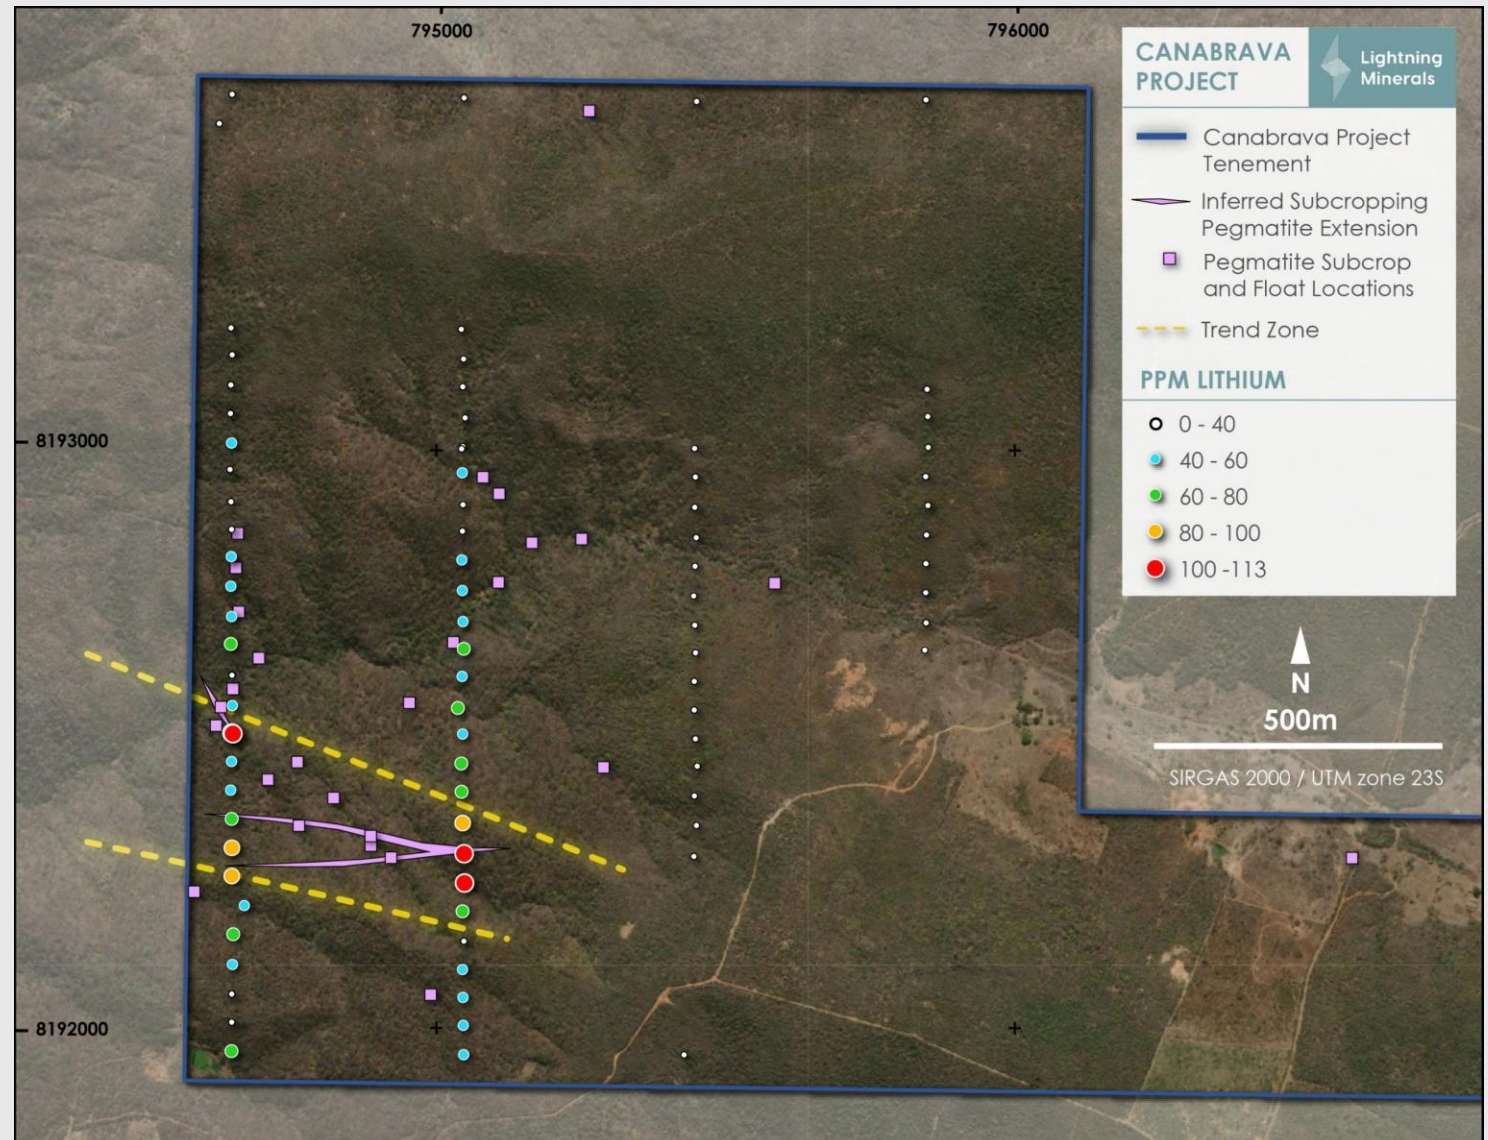 795000
796000
CANABRAVA
PROJECT
Lightning
Minerals
Canabrava Project
Tenement
Inferred Subcropping
Pegmatite Extension
Pegmatite Subcrop
and Float Locations
Trend Zone
PPM LITHIUM
0 - 40
40 - 60
60 - 80
80 - 100
100 -113
8193000
N
500m
SIRGAS 2000 / UTM zone 23S
8192000